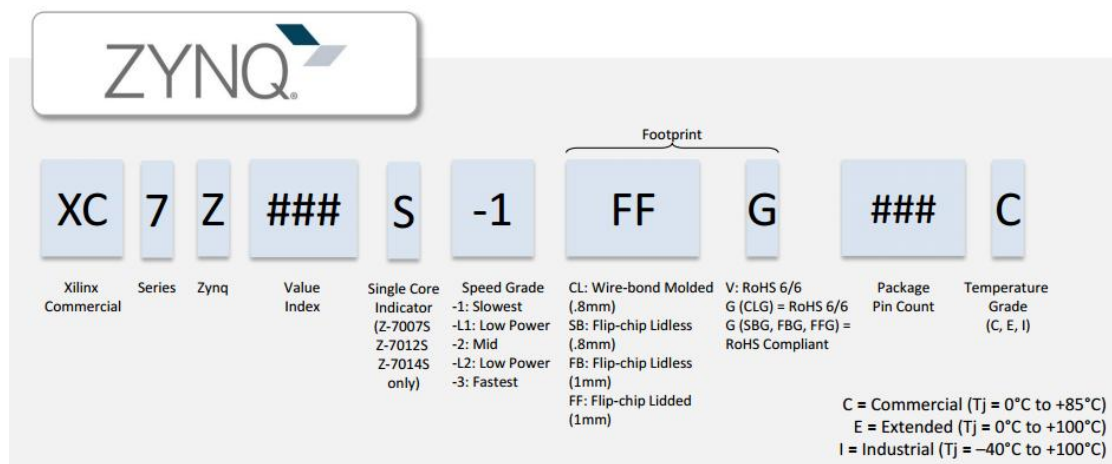 ZYNQ®
Footprint
XC 7 Z ### S -1 FF G ### C
Xilinx
Commercial
Series
Zynq
Value
Index
Single Core
Indicator
(Z-7007S
Z-7012S
Z-7014S
only)
Speed Grade
-1: Slowest
-L1: Low Power
-2: Mid
-L2: Low Power
-3: Fastest
CL: Wire-bond Molded
(.8mm)
SB: Flip-chip Lidless
(.8mm)
FB: Flip-chip Lidless
(1mm)
FF: Flip-chip Lidded
(1mm)
V: RoHS 6/6
G (CLG) = RoHS 6/6
G (SBG, FBG, FFG) =
RoHS Compliant
Package
Pin Count
Temperature
Grade
(C, E, I)
C = Commercial (Tj = 0°C to +85°C)
E = Extended (Tj = 0°C to +100°C)
I = Industrial (Tj = –40°C to +100°C)